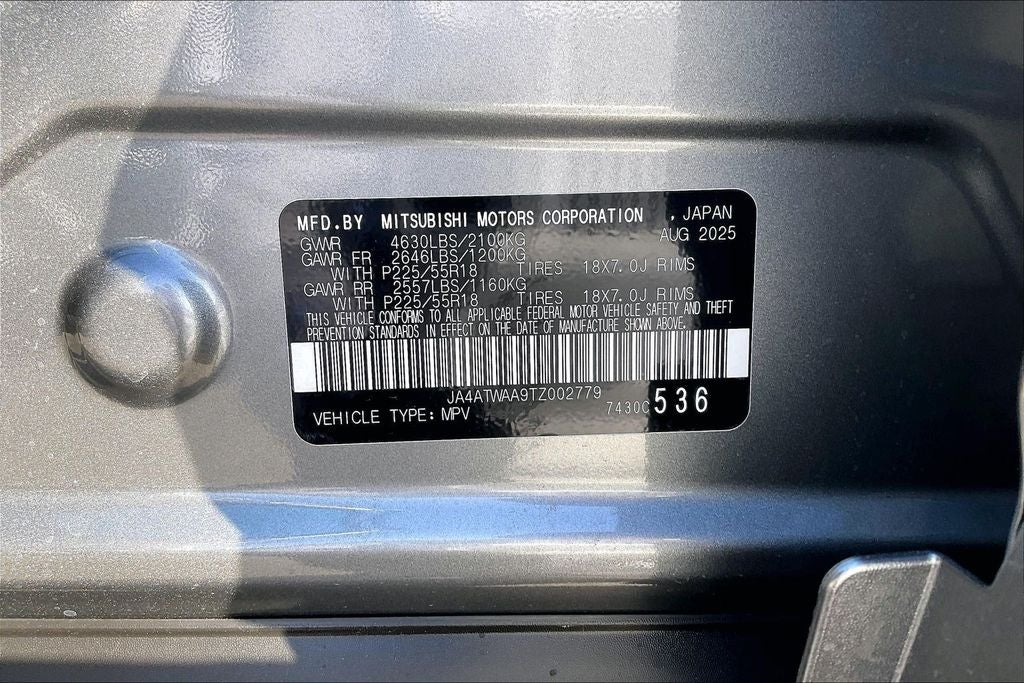 MFD.BY MITSUBISHI MOTORS CORPORATION , JAPAN
GWR 4630LBS/2100KG AUG 2025
GAWR FR 2646LBS/1200KG
WITH P225/55R18 TIRES 18X7.0J RIMS
GAWR RR 2557LBS/1160KG
WITH P225/55R18 TIRES 18X7.0J RIMS
THIS VEHICLE CONFORMS TO ALL APPLICABLE FEDERAL MOTOR VEHICLE SAFETY AND THEFT
PREVENTION STANDARDS IN EFFECT ON THE DATE OF MANUFACTURE SHOWN ABOVE.
JA4ATWAA9TZ002779
VEHICLE TYPE: MPV 7430C 536